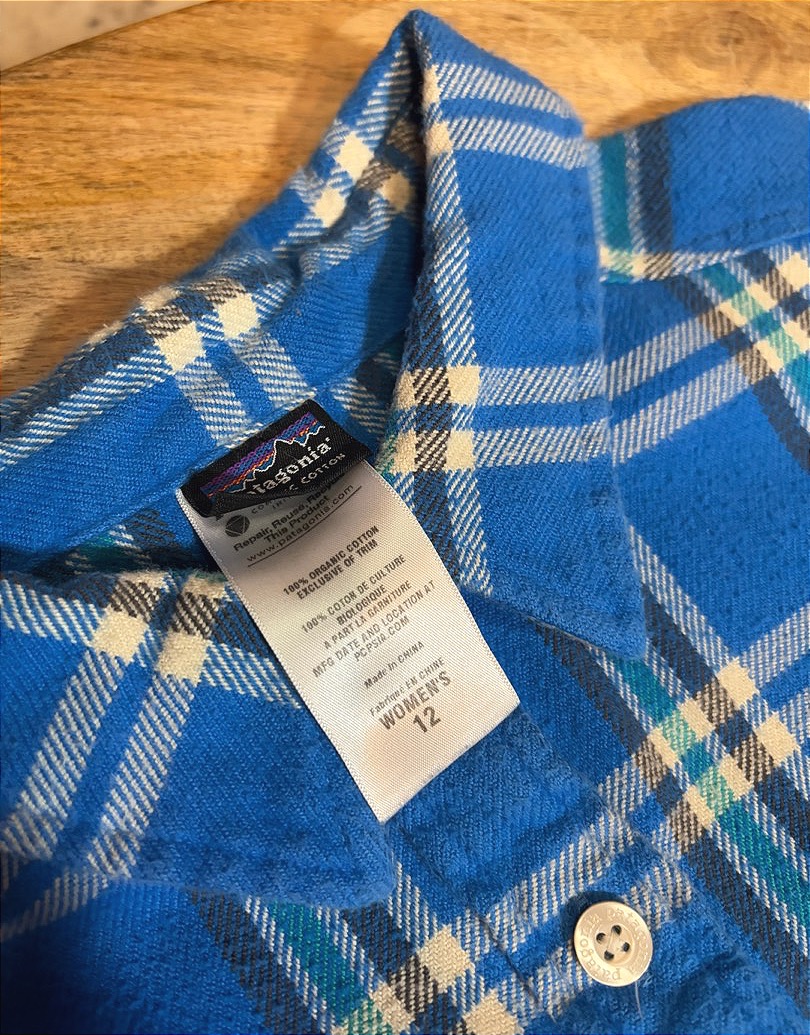 patagonia®
COTTON
Repair, Reuse,
This Product
www.patagonia.com
100% ORGANIC COTTON
EXCLUSIVE OF TRIM
100% COTON DE CULTURE
BIOLOGIQUE
A PART LA GARNITURE
MFG DATE AND LOCATION AT
PCPSIA.COM
Made in CHINA
Fabriqué EN CHINE
WOMEN'S
12
patagonia